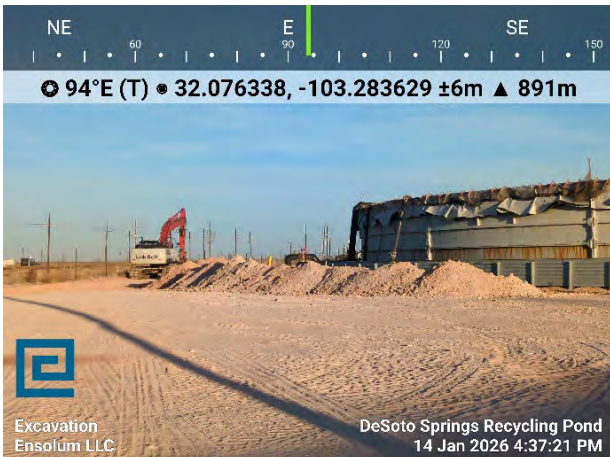 NE E SE
60 90 120 150
94°E (T) 32.076338, -103.283629 ±6m ▲ 891m
Excavation
Ensolum LLC
DeSoto Springs Recycling Pond
14 Jan 2026 4:37:21 PM